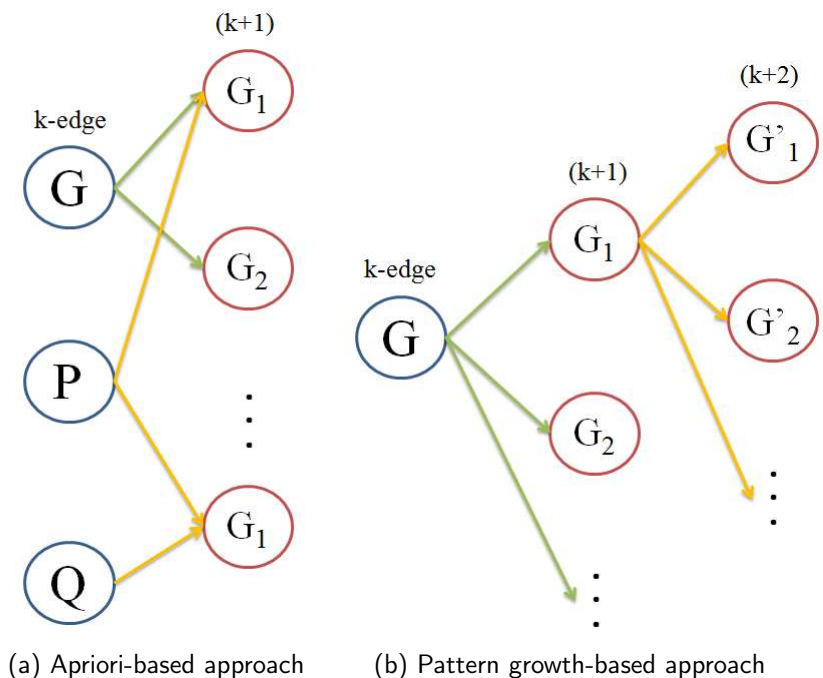 (k+1)
G1
k-edge
G
G2
P
G1
Q
(a) Apriori-based approach
(k+2)
G'1
(k+1)
G1
k-edge
G'2
G
G2
(b) Pattern growth-based approach